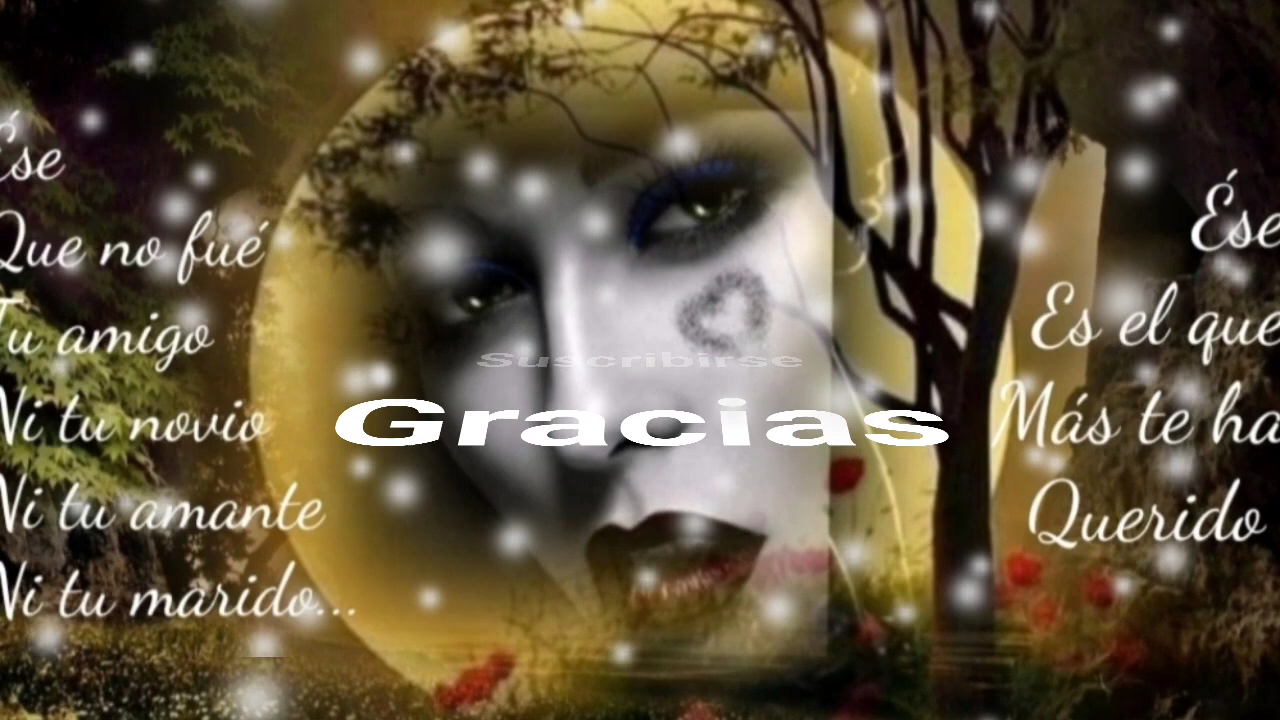 Ése
Que no fué
Tu amigo
Ni tu novio
Ni tu amante
Ni tu marido...
Suscribirse
Gracias
Ése
Es el que
Más te ha
Querido